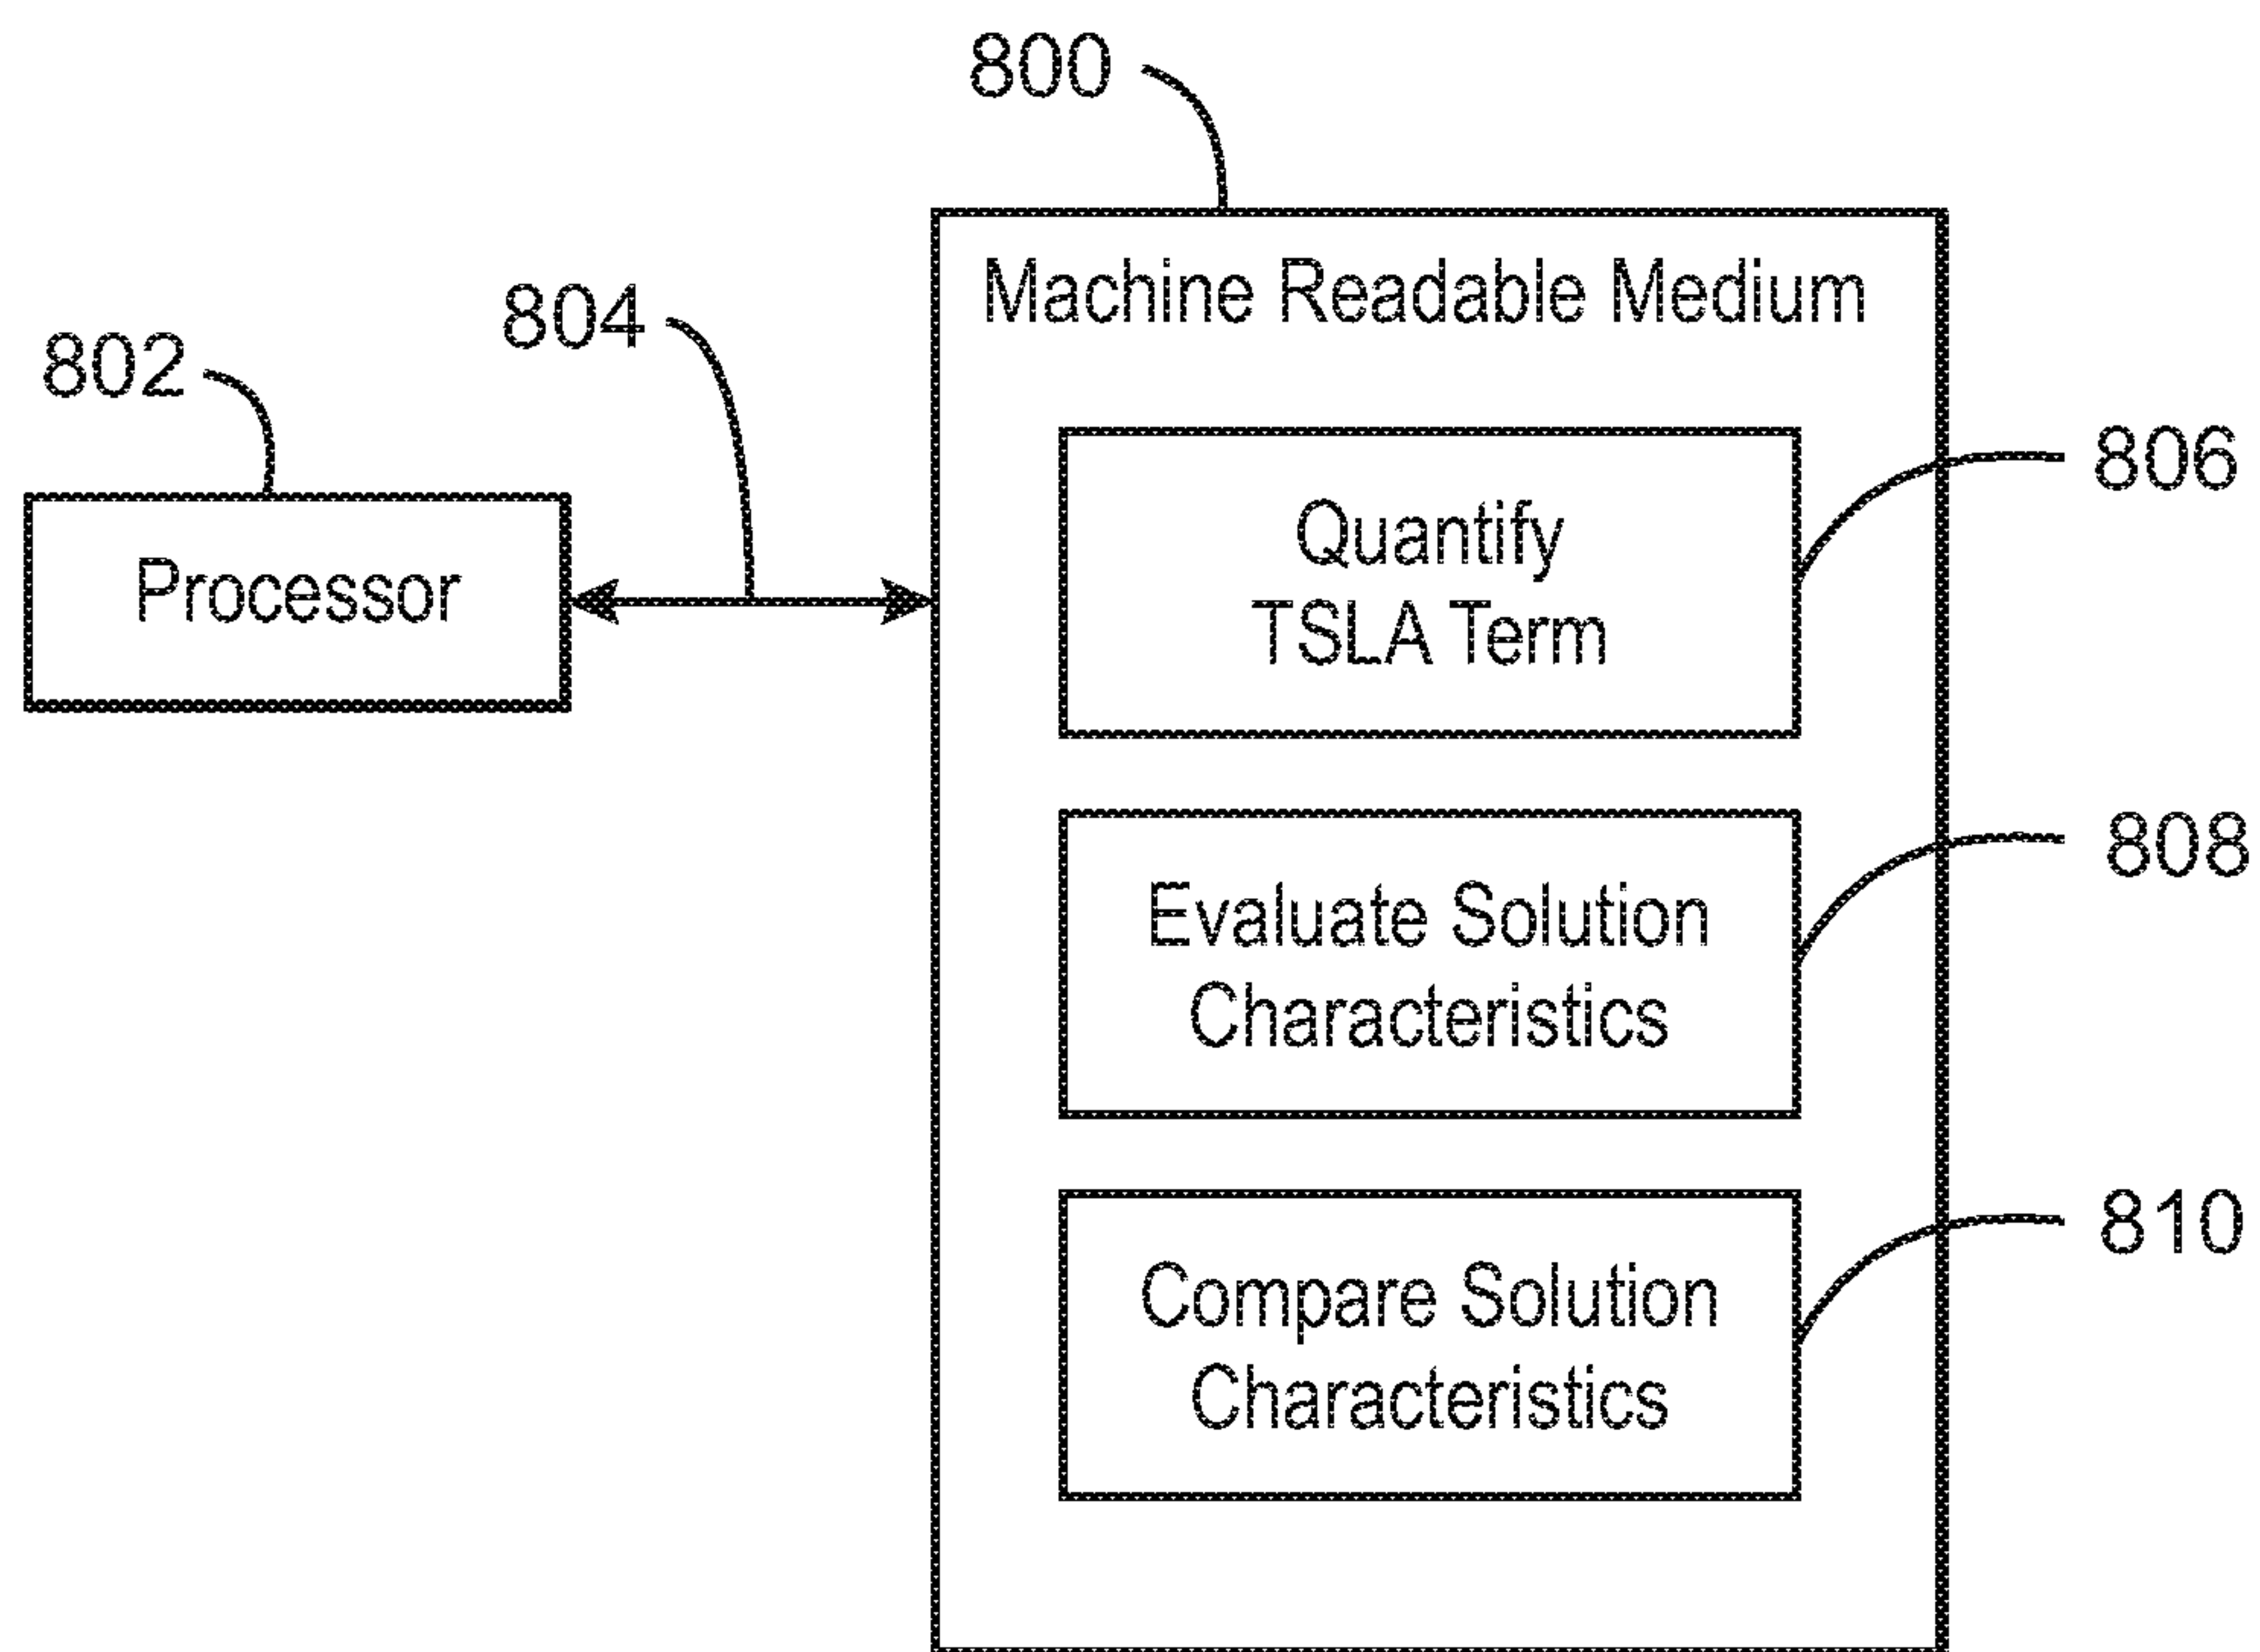 800
Machine Readable Medium
804
802
Processor
Quantify
TSLA Term
806
Evaluate Solution
Characteristics
808
Compare Solution
Characteristics
810